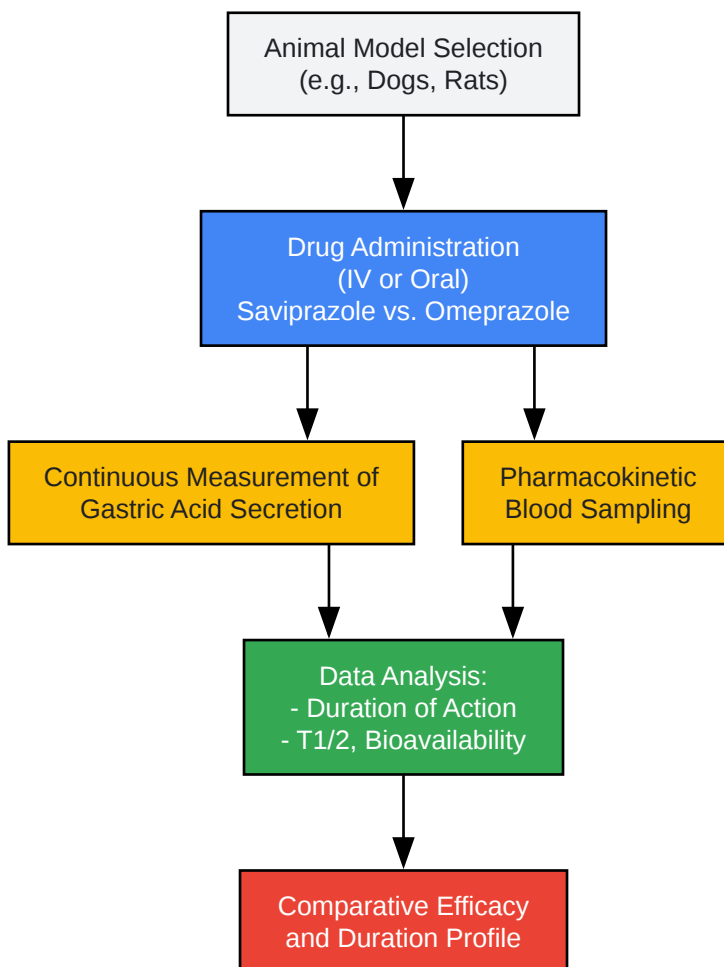 Animal Model Selection
(e.g., Dogs, Rats)
Drug Administration
(IV or Oral)
Saviprazole vs. Omeprazole
Continuous Measurement of
Gastric Acid Secretion
Pharmacokinetic
Blood Sampling
Data Analysis:
- Duration of Action
- T1/2, Bioavailability
Comparative Efficacy
and Duration Profile